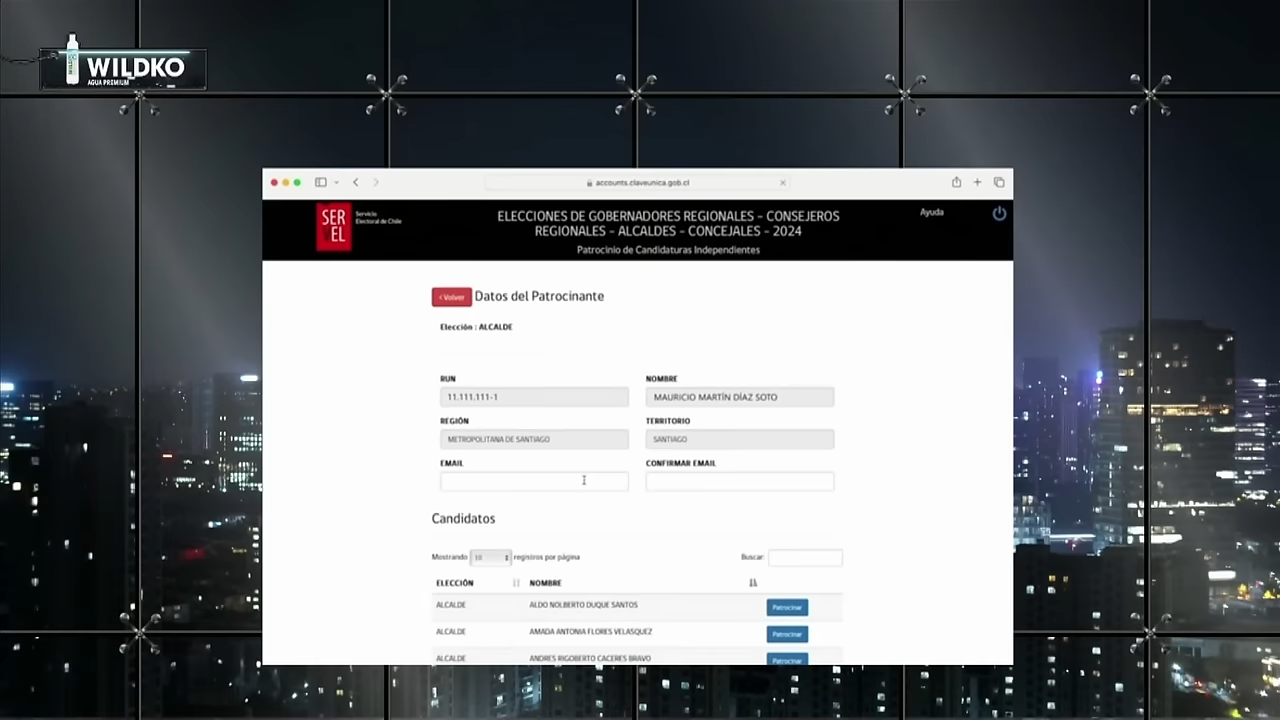 WILDKO
AGUA PREMIUM
accounts.claveunica.gob.cl
SER
EL
Servicio
Electoral de Chile
ELECCIONES DE GOBERNADORES REGIONALES – CONSEJEROS
REGIONALES – ALCALDES – CONCEJALES – 2024
Patrocinio de Candidaturas Independientes
Ayuda
< Volver Datos del Patrocinante
Elección : ALCALDE
RUN NOMBRE
11.111.111-1 MAURICIO MARTÍN DÍAZ SOTO
REGIÓN TERRITORIO
METROPOLITANA DE SANTIAGO SANTIAGO
EMAIL CONFIRMAR EMAIL
Candidatos
Mostrando 10 registros por página Buscar:
ELECCIÓN NOMBRE
ALCALDE ALDO NOLBERTO DUQUE SANTOS Patrocinar
ALCALDE AMADA ANTONIA FLORES VELASQUEZ Patrocinar
ALCALDE ANDRES RIGOBERTO CACERES BRAVO Patrocinar